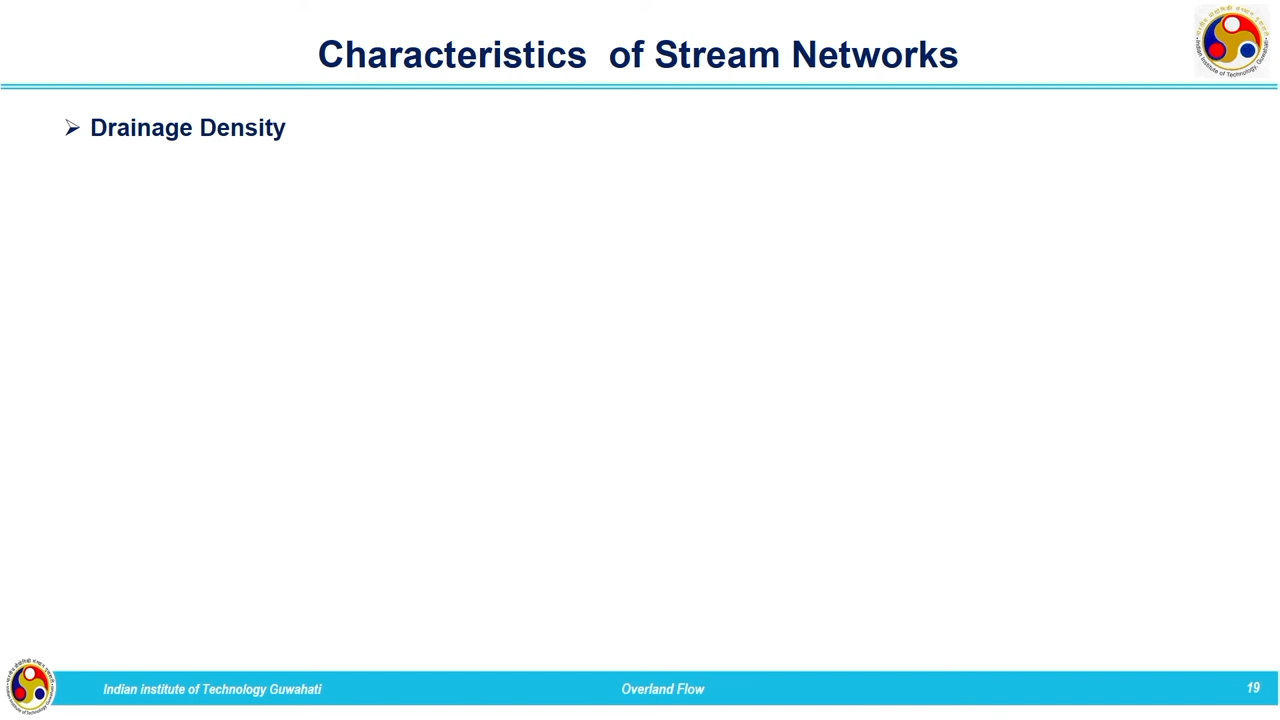 Characteristics of Stream Networks
➢ Drainage Density
Indian institute of Technology Guwahati
Overland Flow
19